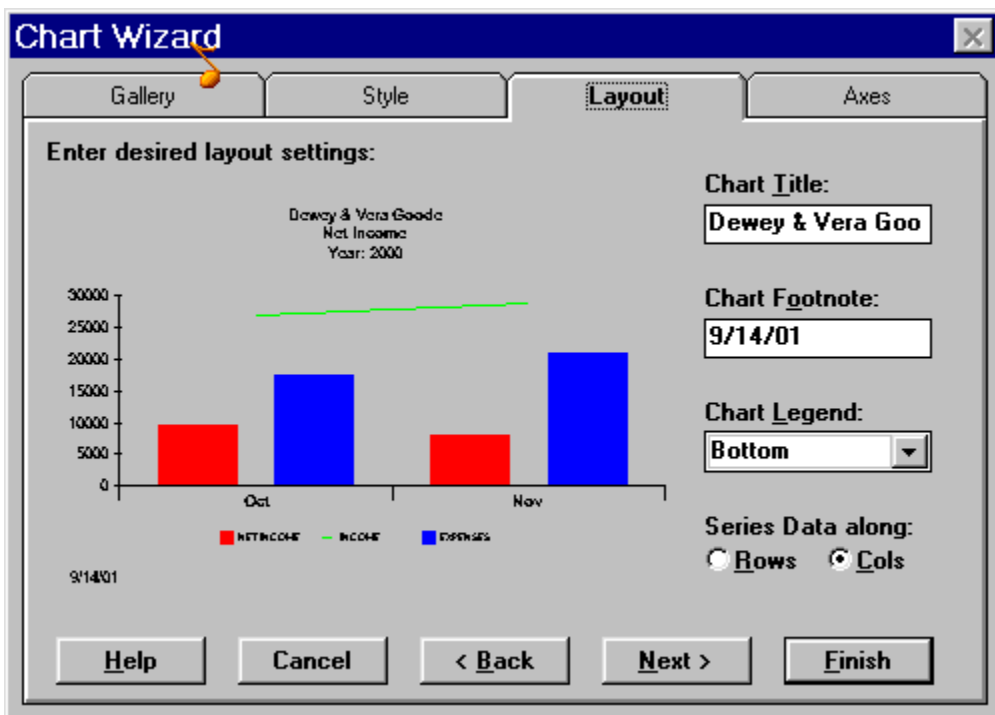 Chart Wizard
Gallery
Style
Layout
Axes
Enter desired layout settings:
Dewey & Vera Goode
Net Income
Year: 2000
30000
25000
20000
15000
10000
5000
0
Oct
Nov
NET INCOME
INCOME
EXPENSES
9/14/01
Chart Title:
Dewey & Vera Goo
Chart Footnote:
9/14/01
Chart Legend:
Bottom
Series Data along:
Rows
Cols
Help
Cancel
< Back
Next >
Finish